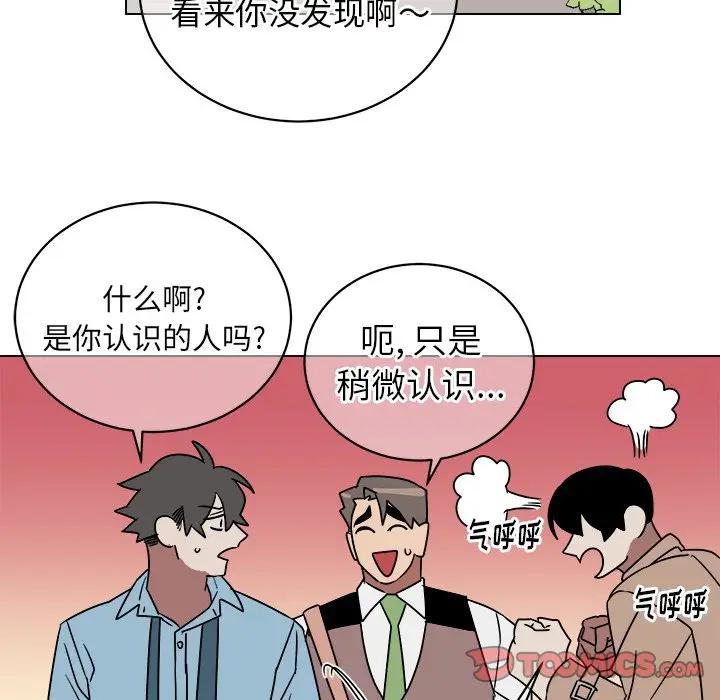 看来你没发现啊～
什么啊?
是你认识的人吗?
呃, 只是
稍微认识...
气呼呼
气呼呼
TOOMICS
TOOMICS.COM